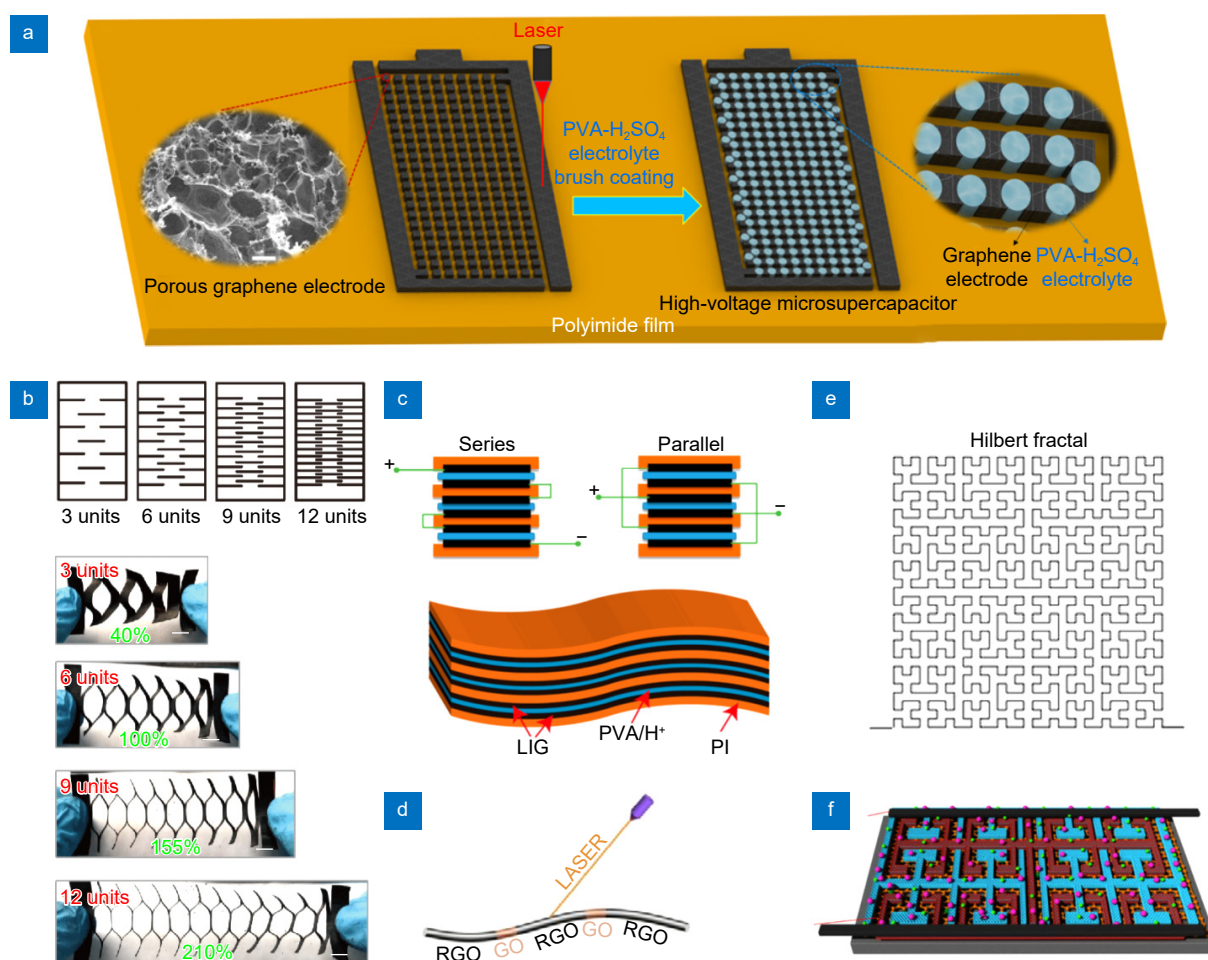 a
Laser
PVA-H₂SO₄
electrolyte
brush coating
Porous graphene electrode
High-voltage microsupercapacitor
Graphene
electrode
PVA-H₂SO₄
electrolyte
Polyimide film
b
3 units
6 units
9 units
12 units
3 units
40%
6 units
100%
9 units
155%
12 units
210%
c
Series
Parallel
+
−
+
−
LIG
PVA/H⁺
PI
d
LASER
RGO
GO
RGO
GO
RGO
e
Hilbert fractal
f